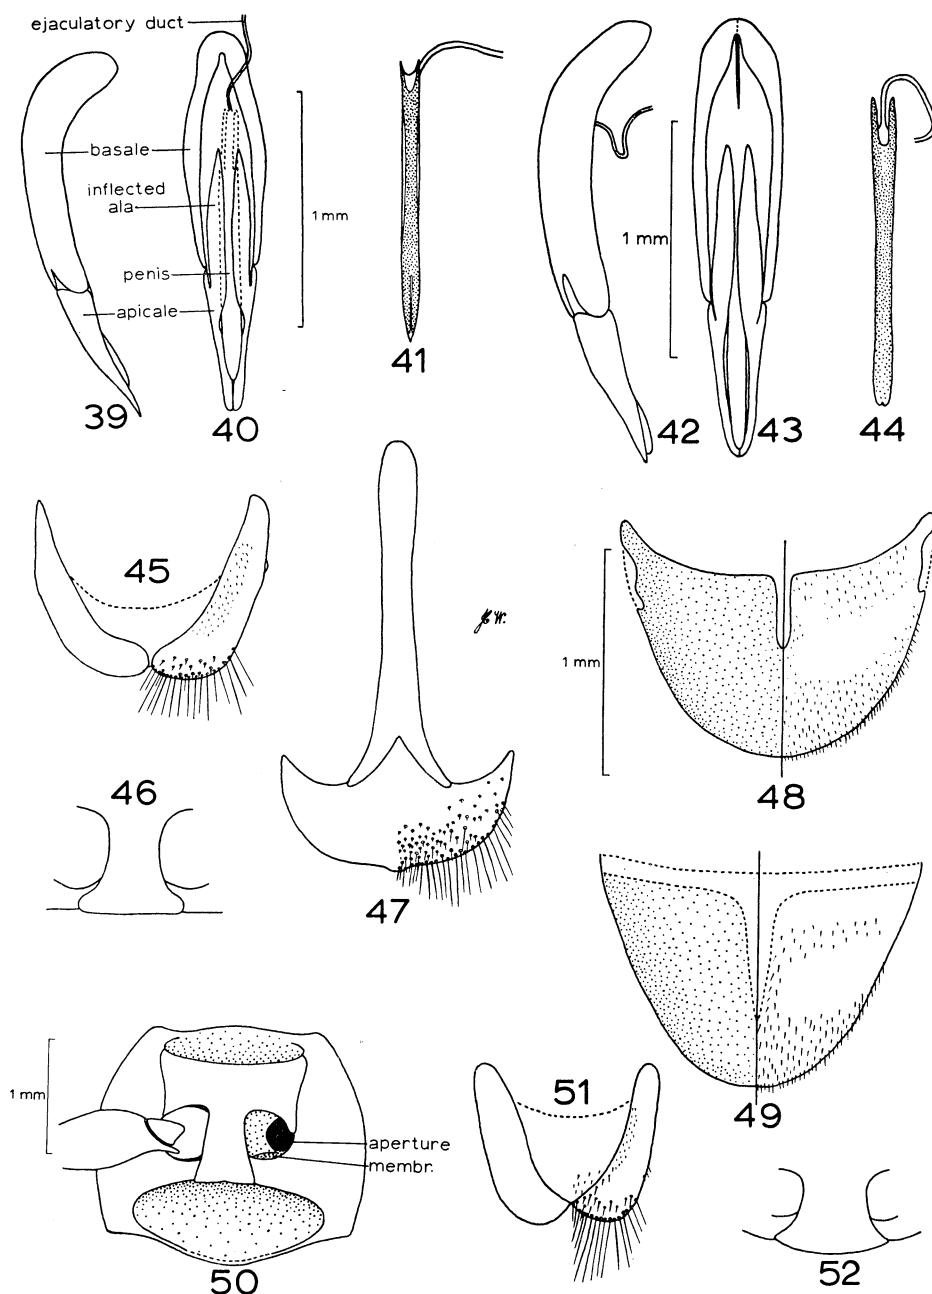 ejaculatory duct
basale
inflected
ala
penis
apicale
1 mm
39
40
41
1 mm
42
43
44
45
46
47
1 mm
48
49
1 mm
aperture
membr.
50
51
52